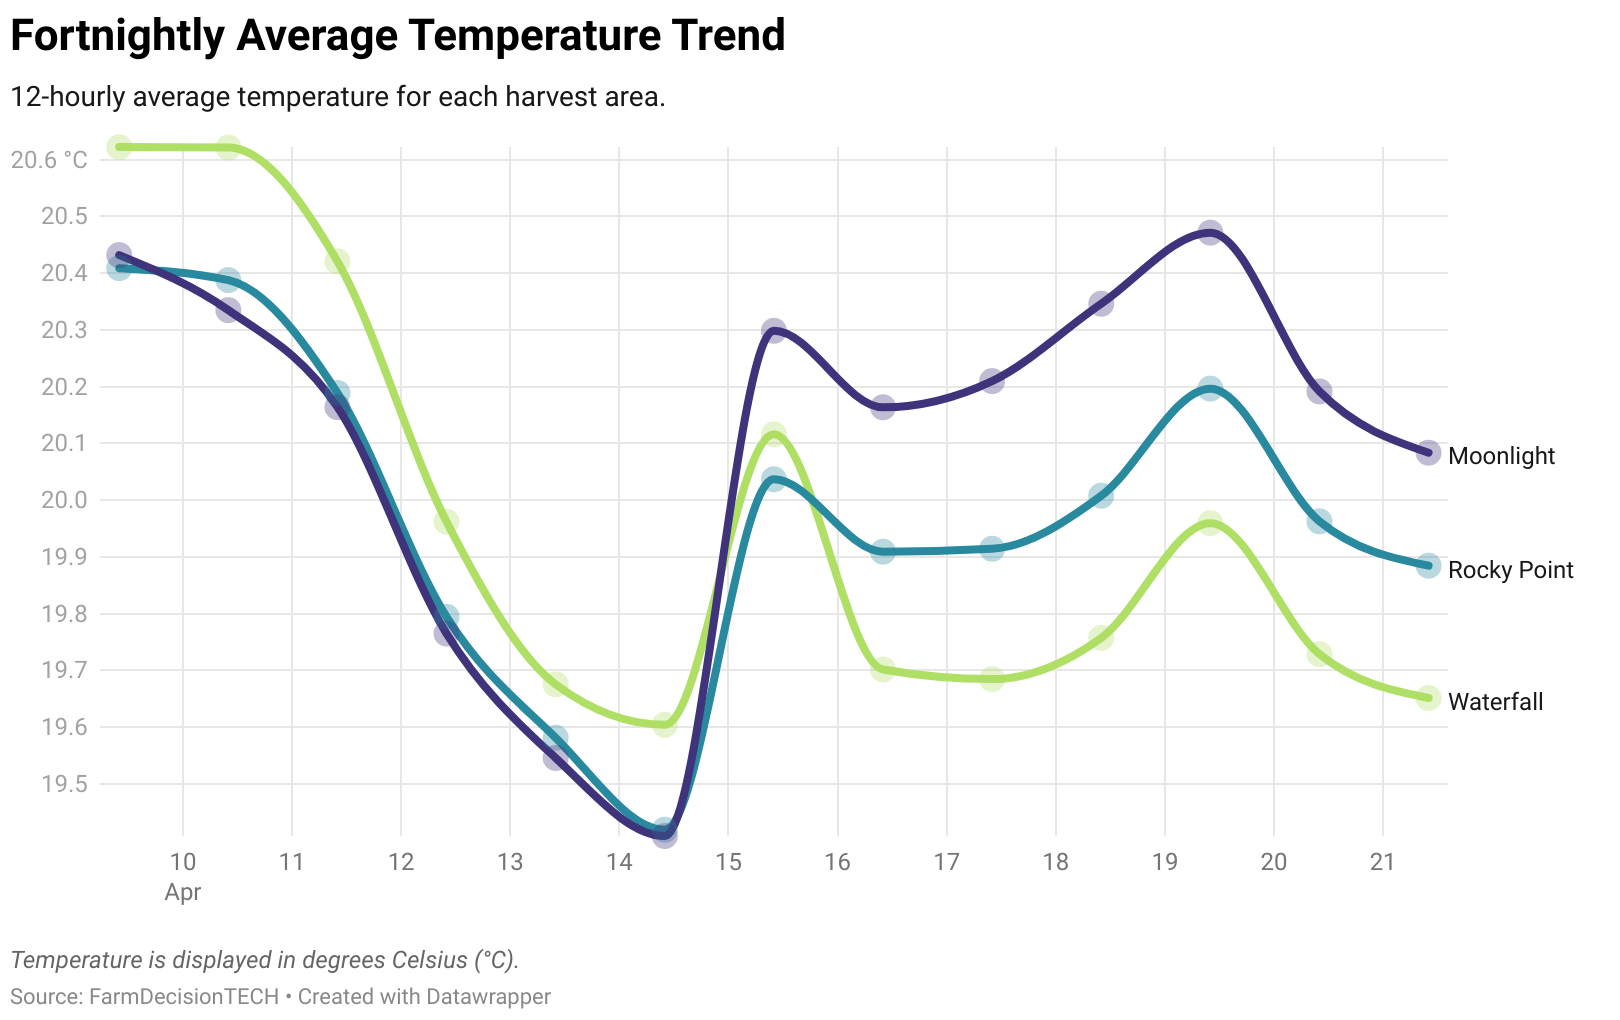 Fortnightly Average Temperature Trend
12-hourly average temperature for each harvest area.
20.6 °C
20.5
20.4
20.3
20.2
20.1
20.0
19.9
19.8
19.7
19.6
19.5
Moonlight
Rocky Point
Waterfall
10 11 12 13 14 15 16 17 18 19 20 21
Apr
Temperature is displayed in degrees Celsius (°C).
Source: FarmDecisionTECH • Created with Datawrapper